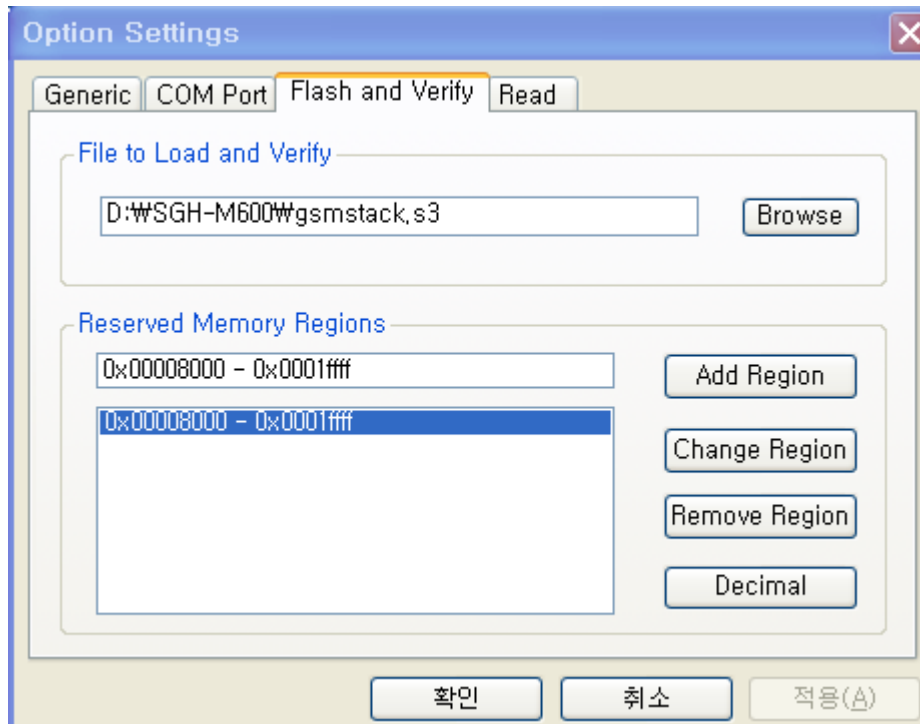 Option Settings
Generic COM Port Flash and Verify Read
File to Load and Verify
D:₩SGH-M600₩gsmstack,s3
Browse
Reserved Memory Regions
0x00008000 - 0x0001ffff
Add Region
0x00008000 - 0x0001ffff
Change Region
Remove Region
Decimal
확인 취소 적용(A)